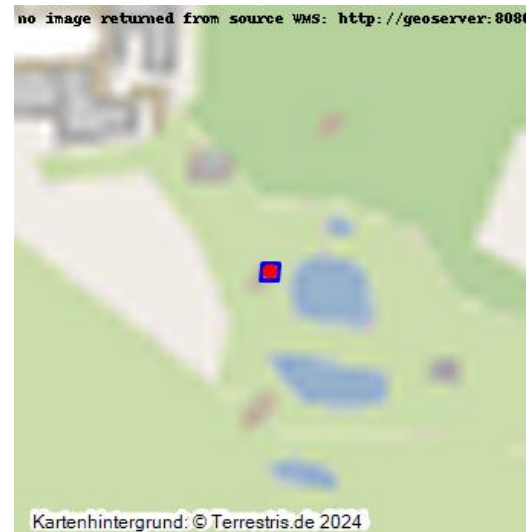 no image returned from source WMS: http://geoserver:8080
Kartenhintergrund: © Terrestris.de 2024